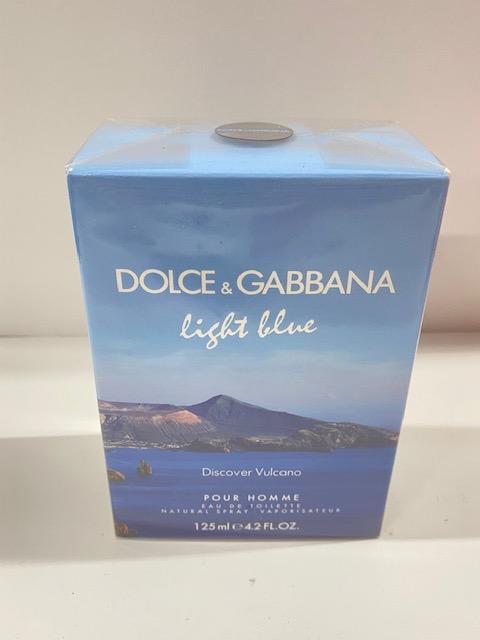 DOLCE & GABBANA
light blue
Discover Vulcano
POUR HOMME
EAU DE TOILETTE
NATURAL SPRAY VAPORISATEUR
125 ml ℮ 4.2 FL.OZ.